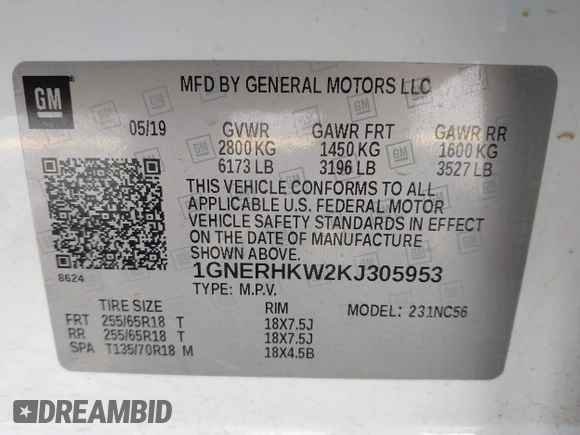 GM
MFD BY GENERAL MOTORS LLC
05/19 GVWR GAWR FRT GAWR RR
2800 KG 1450 KG 1600 KG
6173 LB 3196 LB 3527 LB
THIS VEHICLE CONFORMS TO ALL
APPLICABLE U.S. FEDERAL MOTOR
VEHICLE SAFETY STANDARDS IN EFFECT
ON THE DATE OF MANUFACTURE
SHOWN ABOVE.
8624
1GNERHKW2KJ305953
TYPE: M.P.V.
TIRE SIZE RIM MODEL: 231NC56
FRT 255/65R18 T 18X7.5J
RR 255/65R18 T 18X7.5J
SPA T135/70R18 M 18X4.5B
DREAMBID